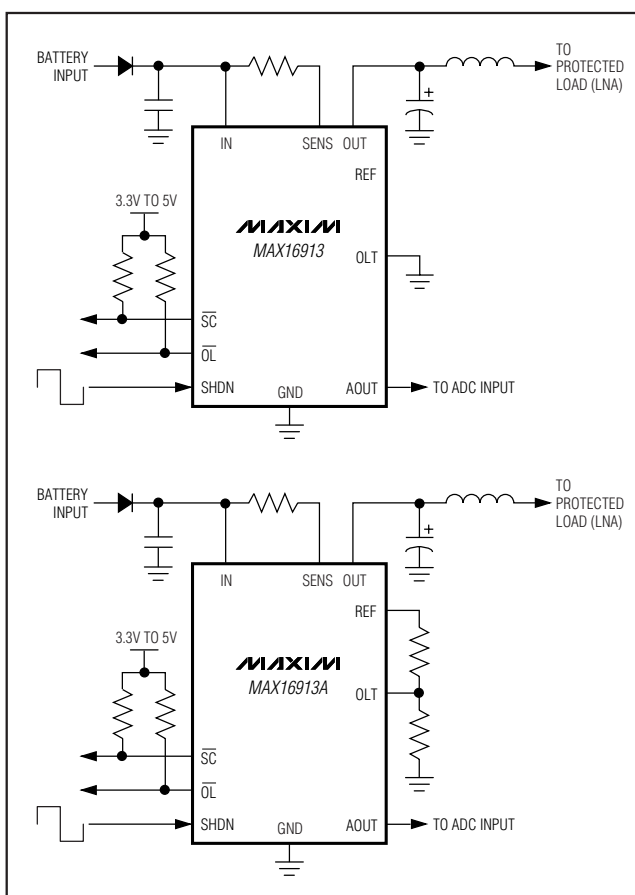 BATTERY
INPUT
TO
PROTECTED
LOAD (LNA)
+
IN
SENS
OUT
REF
3.3V TO 5V
MAXIM
MAX16913
OLT
SC
OL
SHDN
GND
AOUT
TO ADC INPUT
BATTERY
INPUT
TO
PROTECTED
LOAD (LNA)
+
IN
SENS
OUT
REF
3.3V TO 5V
MAXIM
MAX16913A
OLT
SC
OL
SHDN
GND
AOUT
TO ADC INPUT